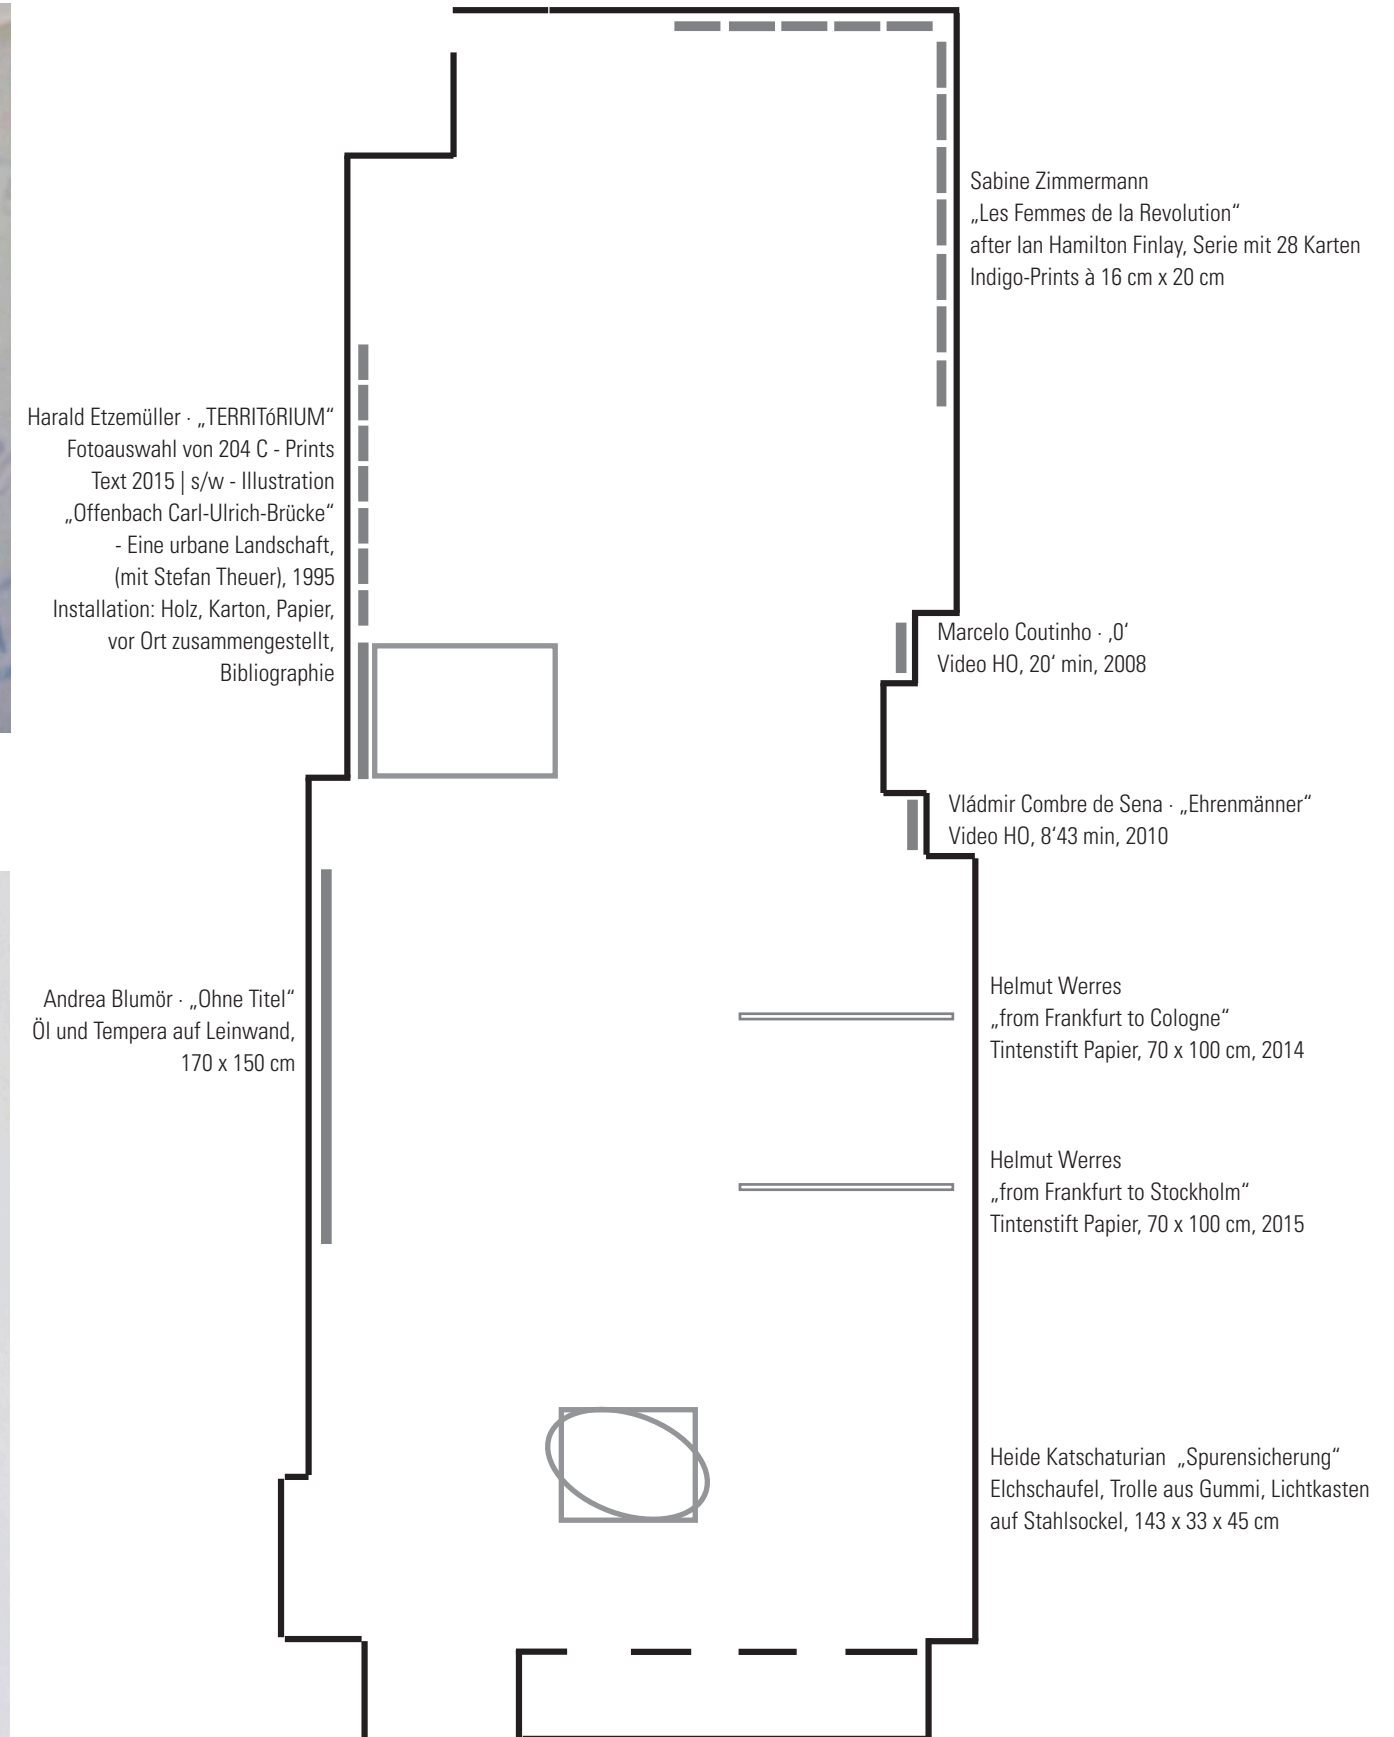 Sabine Zimmermann
„Les Femmes de la Revolution“
after Ian Hamilton Finlay, Serie mit 28 Karten
Indigo-Prints à 16 cm x 20 cm
Harald Etzemüller · „TERRITóRIUM“
Fotoauswahl von 204 C - Prints
Text 2015 | s/w - Illustration
„Offenbach Carl-Ulrich-Brücke“
- Eine urbane Landschaft,
(mit Stefan Theuer), 1995
Installation: Holz, Karton, Papier,
vor Ort zusammengestellt,
Bibliographie
Marcelo Coutinho · ‚0‘
Video HO, 20‘ min, 2008
Vládmir Combre de Sena · „Ehrenmänner“
Video HO, 8‘43 min, 2010
Andrea Blumör · „Ohne Titel“
Öl und Tempera auf Leinwand,
170 x 150 cm
Helmut Werres
„from Frankfurt to Cologne“
Tintenstift Papier, 70 x 100 cm, 2014
Helmut Werres
„from Frankfurt to Stockholm“
Tintenstift Papier, 70 x 100 cm, 2015
Heide Katschaturian „Spurensicherung“
Elchschaufel, Trolle aus Gummi, Lichtkasten
auf Stahlsockel, 143 x 33 x 45 cm